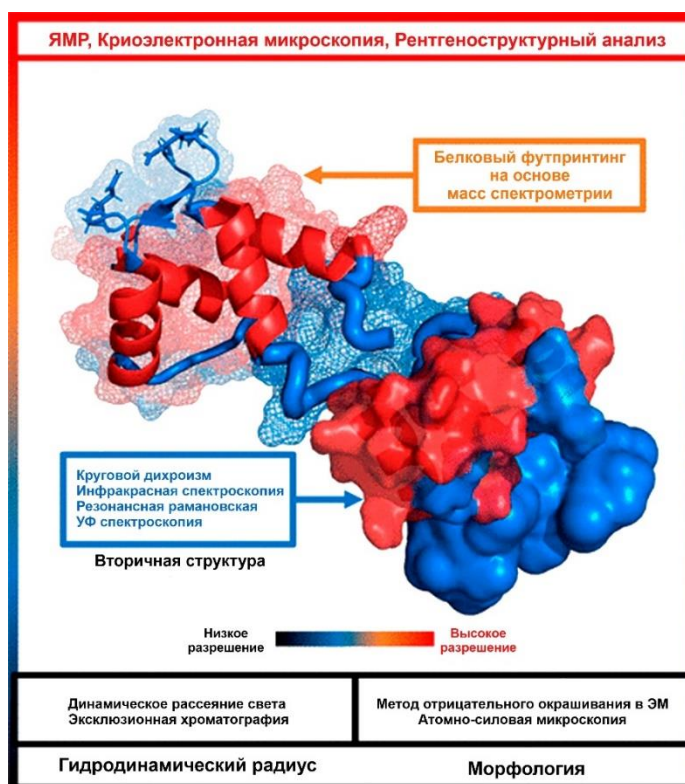 ЯМР, Криоэлектронная микроскопия, Рентгеноструктурный анализ
Белковый футпринтинг
на основе
масс спектрометрии
Круговой дихроизм
Инфракрасная спектроскопия
Резонансная рамановская
УФ спектроскопия
Вторичная структура
Низкое
разрешение
Высокое
разрешение
Динамическое рассеяние света
Эксклюзионная хроматография
Метод отрицательного окрашивания в ЭМ
Атомно-силовая микроскопия
Гидродинамический радиус
Морфология